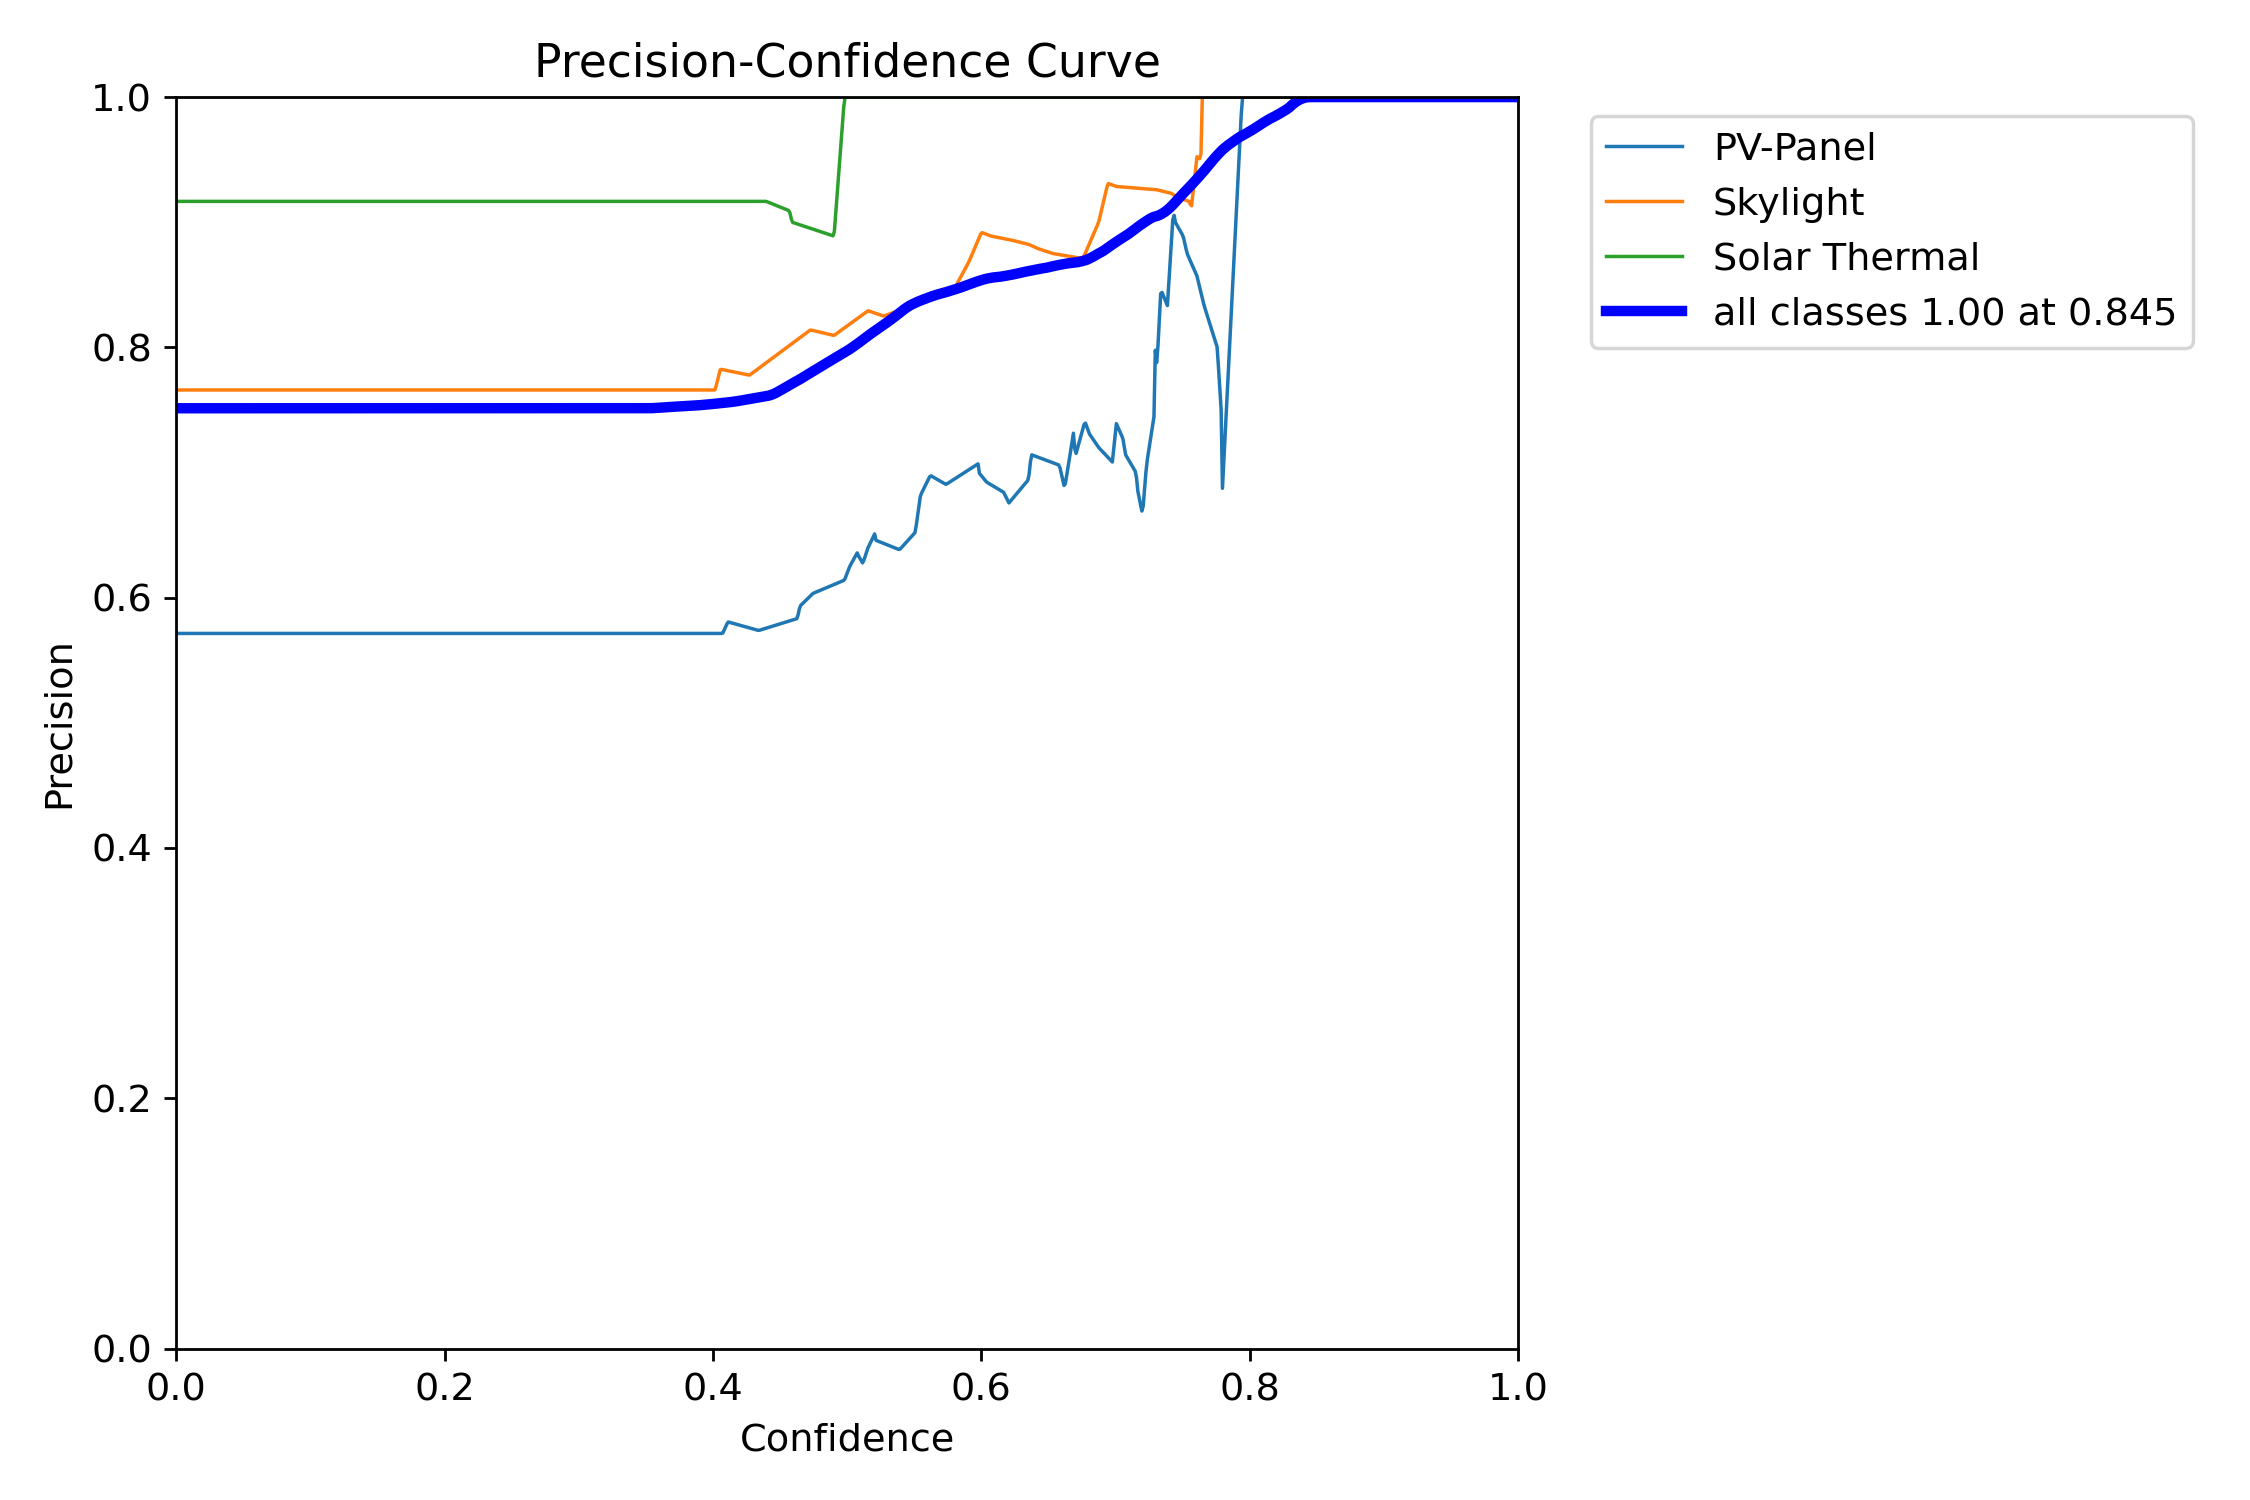 Precision-Confidence Curve
1.0
0.8
0.6
0.4
0.2
0.0
Precision
0.0 0.2 0.4 0.6 0.8 1.0
Confidence
PV-Panel
Skylight
Solar Thermal
all classes 1.00 at 0.845